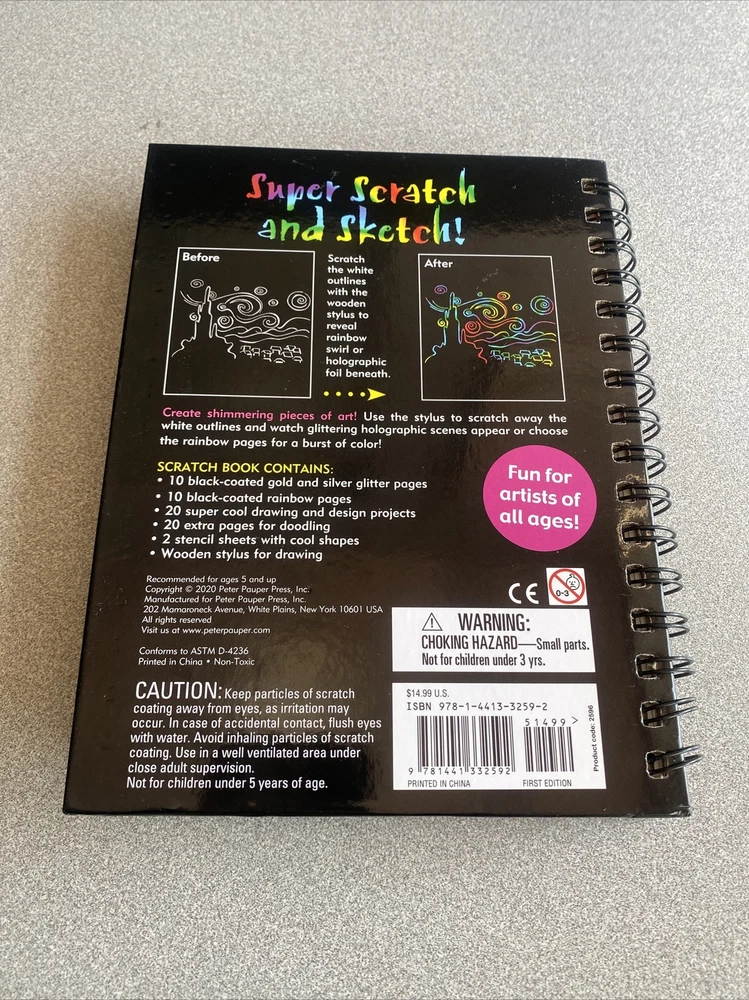 Super Scratch
and Sketch!
Before
Scratch
the white
outlines
with the
wooden
stylus to
reveal
rainbow
swirl or
holographic
foil beneath.
After
Create shimmering pieces of art! Use the stylus to scratch away the
white outlines and watch glittering holographic scenes appear or choose
the rainbow pages for a burst of color!
SCRATCH BOOK CONTAINS:
• 10 black-coated gold and silver glitter pages
• 10 black-coated rainbow pages
• 20 super cool drawing and design projects
• 20 extra pages for doodling
• 2 stencil sheets with cool shapes
• Wooden stylus for drawing
Fun for
artists of
all ages!
Recommended for ages 5 and up
Copyright © 2020 Peter Pauper Press, Inc.
Manufactured for Peter Pauper Press, Inc.
202 Mamaroneck Avenue, White Plains, New York 10601 USA
All rights reserved
Visit us at www.peterpauper.com
Conforms to ASTM D-4236
Printed in China • Non-Toxic
CE
0-3
WARNING:
CHOKING HAZARD—Small parts.
Not for children under 3 yrs.
CAUTION: Keep particles of scratch
coating away from eyes, as irritation may
occur. In case of accidental contact, flush eyes
with water. Avoid inhaling particles of scratch
coating. Use in a well ventilated area under
close adult supervision.
Not for children under 5 years of age.
$14.99 U.S.
ISBN 978-1-4413-3259-2
51499>
9 781441 332592
PRINTED IN CHINA FIRST EDITION
Product code: 2596